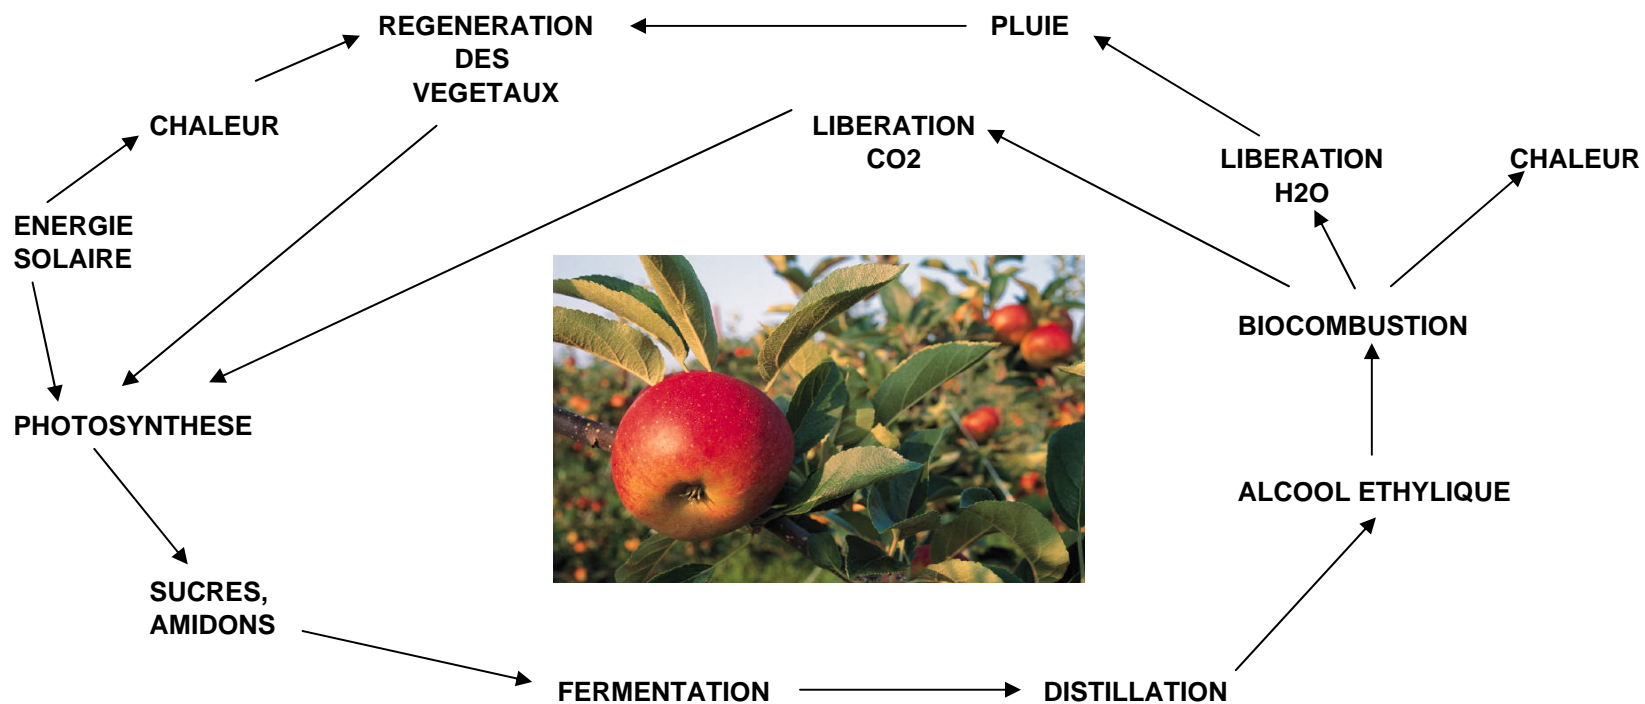 REGENERATION
DES
VEGETAUX
PLUIE
CHALEUR
LIBERATION
CO2
LIBERATION
H2O
CHALEUR
ENERGIE
SOLAIRE
BIOCOMBUSTION
PHOTOSYNTHESE
ALCOOL ETHYLIQUE
SUCRES,
AMIDONS
FERMENTATION
DISTILLATION